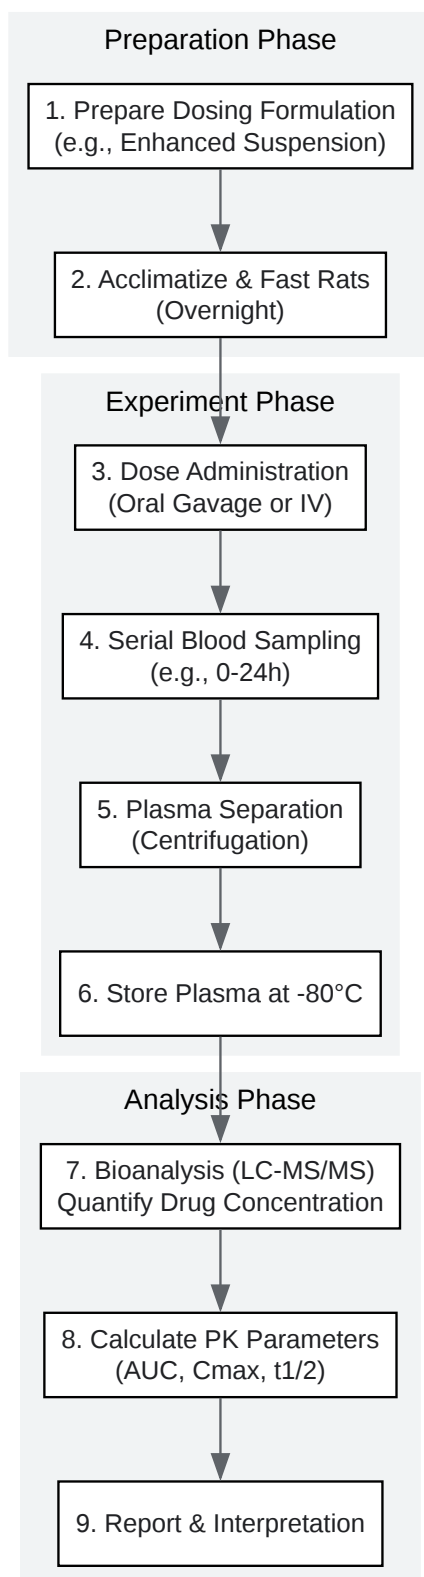 Preparation Phase
1. Prepare Dosing Formulation
(e.g., Enhanced Suspension)
2. Acclimatize & Fast Rats
(Overnight)
Experiment Phase
3. Dose Administration
(Oral Gavage or IV)
4. Serial Blood Sampling
(e.g., 0-24h)
5. Plasma Separation
(Centrifugation)
6. Store Plasma at -80°C
Analysis Phase
7. Bioanalysis (LC-MS/MS)
Quantify Drug Concentration
8. Calculate PK Parameters
(AUC, Cmax, t1/2)
9. Report & Interpretation